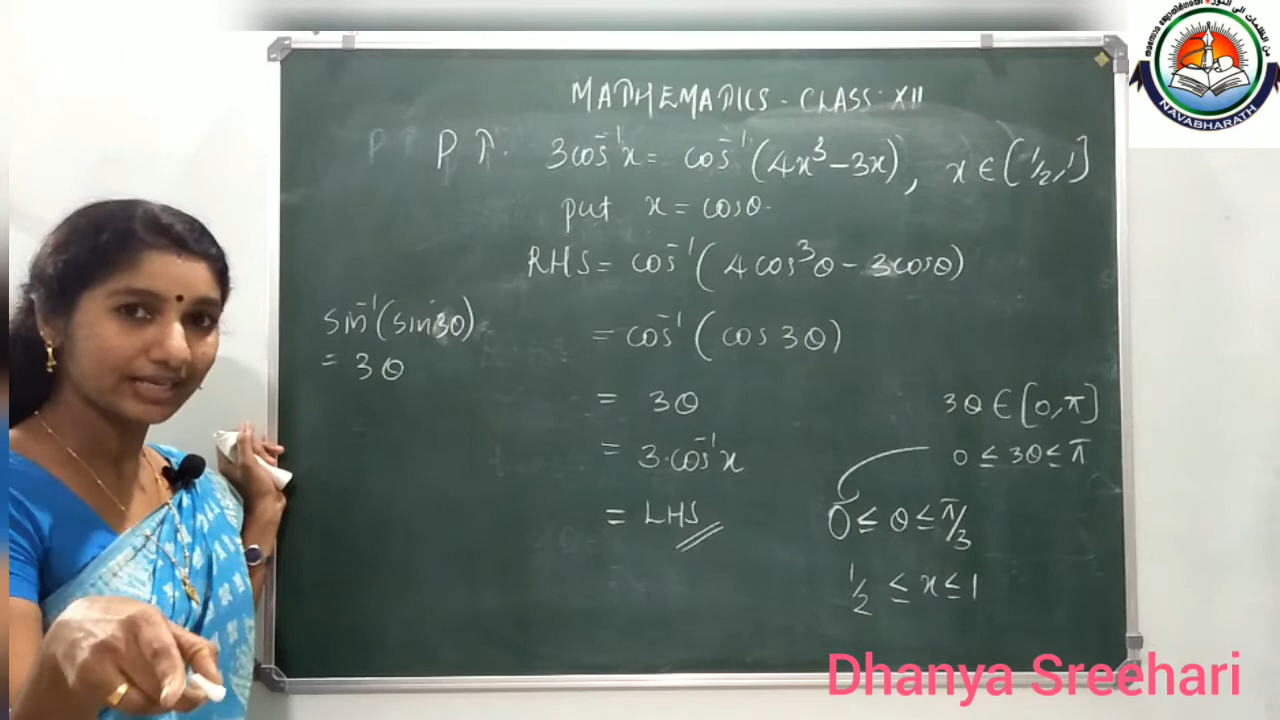 MATHEMATICS - CLASS - XII
P T. 3cos⁻¹x = cos⁻¹(4x³-3x), x ∈ [1/2, 1]
put x = cosθ.
RHS = cos⁻¹(4cos³θ - 3cosθ)
= cos⁻¹(cos 3θ)
= 3θ
= 3.cos⁻¹x
= LHS
sin⁻¹(sin3θ)
= 3θ
3θ ∈ [0, π]
0 ≤ 3θ ≤ π
0 ≤ θ ≤ π/3
1/2 ≤ x ≤ 1
NAVABHARATH
Dhanya Sreehari